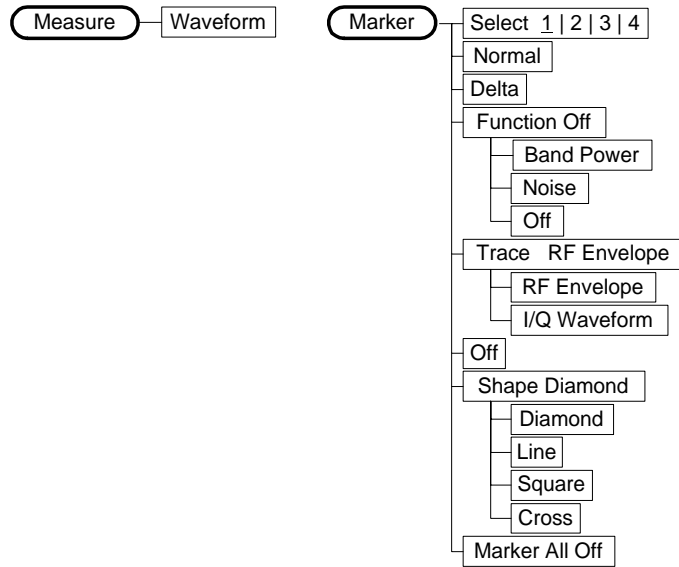 Measure
Waveform
Marker
Select 1 | 2 | 3 | 4
Normal
Delta
Function Off
Band Power
Noise
Off
Trace RF Envelope
RF Envelope
I/Q Waveform
Off
Shape Diamond
Diamond
Line
Square
Cross
Marker All Off